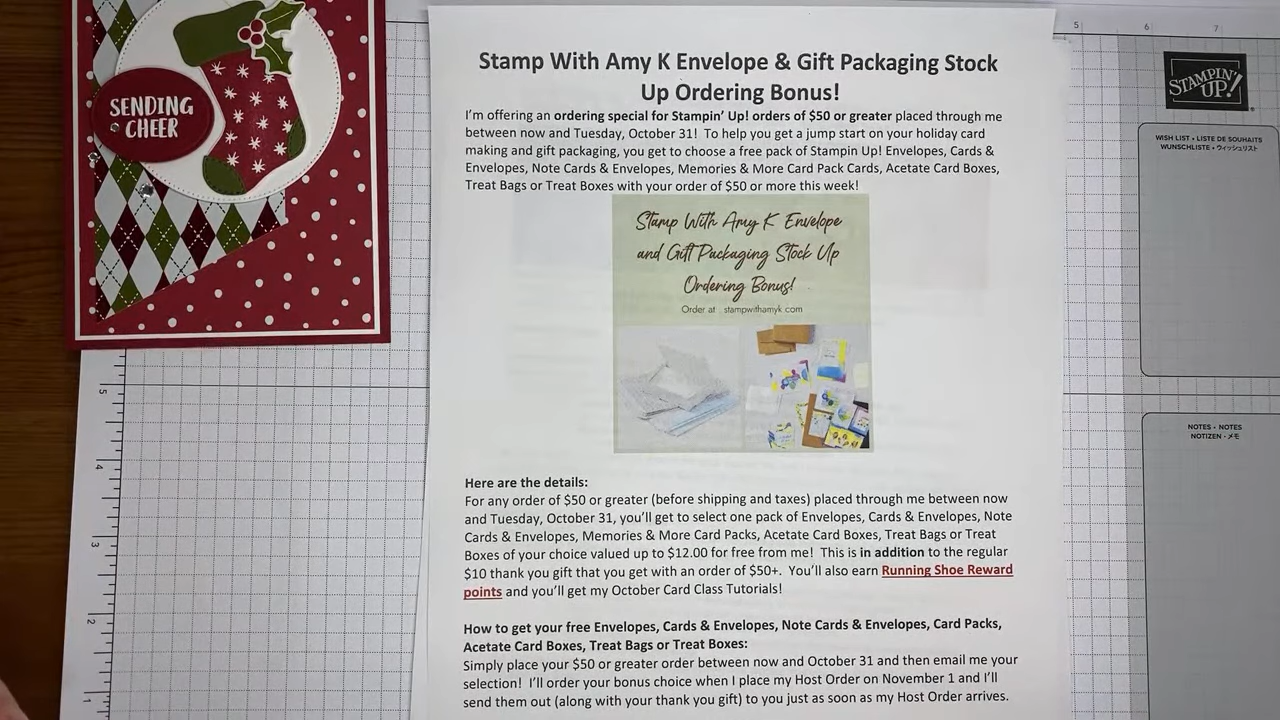 SENDING
CHEER
Stamp With Amy K Envelope & Gift Packaging Stock
Up Ordering Bonus!
I'm offering an ordering special for Stampin' Up! orders of $50 or greater placed through me
between now and Tuesday, October 31!  To help you get a jump start on your holiday card
making and gift packaging, you get to choose a free pack of Stampin Up! Envelopes, Cards &
Envelopes, Note Cards & Envelopes, Memories & More Card Pack Cards, Acetate Card Boxes,
Treat Bags or Treat Boxes with your order of $50 or more this week!
Stamp With Amy K Envelope
and Gift Packaging Stock Up
Ordering Bonus!
Order at stampwithamyk com
Here are the details:
For any order of $50 or greater (before shipping and taxes) placed through me between now
and Tuesday, October 31, you'll get to select one pack of Envelopes, Cards & Envelopes, Note
Cards & Envelopes, Memories & More Card Packs, Acetate Card Boxes, Treat Bags or Treat
Boxes of your choice valued up to $12.00 for free from me!  This is in addition to the regular
$10 thank you gift that you get with an order of $50+.  You'll also earn Running Shoe Reward
points and you'll get my October Card Class Tutorials!
How to get your free Envelopes, Cards & Envelopes, Note Cards & Envelopes, Card Packs,
Acetate Card Boxes, Treat Bags or Treat Boxes:
Simply place your $50 or greater order between now and October 31 and then email me your
selection!  I'll order your bonus choice when I place my Host Order on November 1 and I'll
send them out (along with your thank you gift) to you just as soon as my Host Order arrives.
5 6 7
STAMPIN' UP!
WISH LIST • LISTE DE SOUHAITS
WUNSCHLISTE • ウィッシュリスト
NOTES • NOTES
NOTIZEN • メモ
5
4
3
2
1